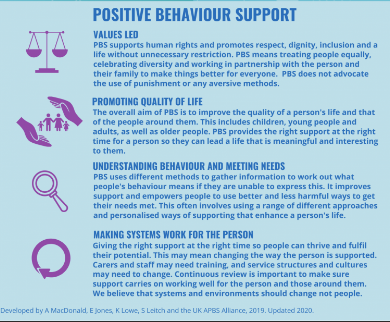 POSITIVE BEHAVIOUR SUPPORT
VALUES LED
PBS supports human rights and promotes respect, dignity, inclusion and a
life without unnecessary restriction. PBS means treating people equally,
celebrating diversity and working in partnership with the person and
their family to make things better for everyone. PBS does not advocate
the use of punishment or any aversive methods.
PROMOTING QUALITY OF LIFE
The overall aim of PBS is to improve the quality of a person's life and that
of the people around them. This includes children, young people and
adults, as well as older people. PBS provides the right support at the right
time for a person so they can lead a life that is meaningful and interesting
to them.
UNDERSTANDING BEHAVIOUR AND MEETING NEEDS
PBS uses different methods to gather information to work out what
people's behaviour means if they are unable to express this. It improves
support and empowers people to use better and less harmful ways to get
their needs met. This often involves using a range of different approaches
and personalised ways of supporting that enhance a person's life.
MAKING SYSTEMS WORK FOR THE PERSON
Giving the right support at the right time so people can thrive and fulfil
their potential. This may mean changing the way the person is supported.
Carers and staff may need training, and service structures and cultures
may need to change. Continuous review is important to make sure
support carries on working well for the person and those around them.
We believe that systems and environments should change not people.
Developed by A MacDonald, E Jones, K Lowe, S Leitch and the UK APBS Alliance, 2019. Updated 2020.